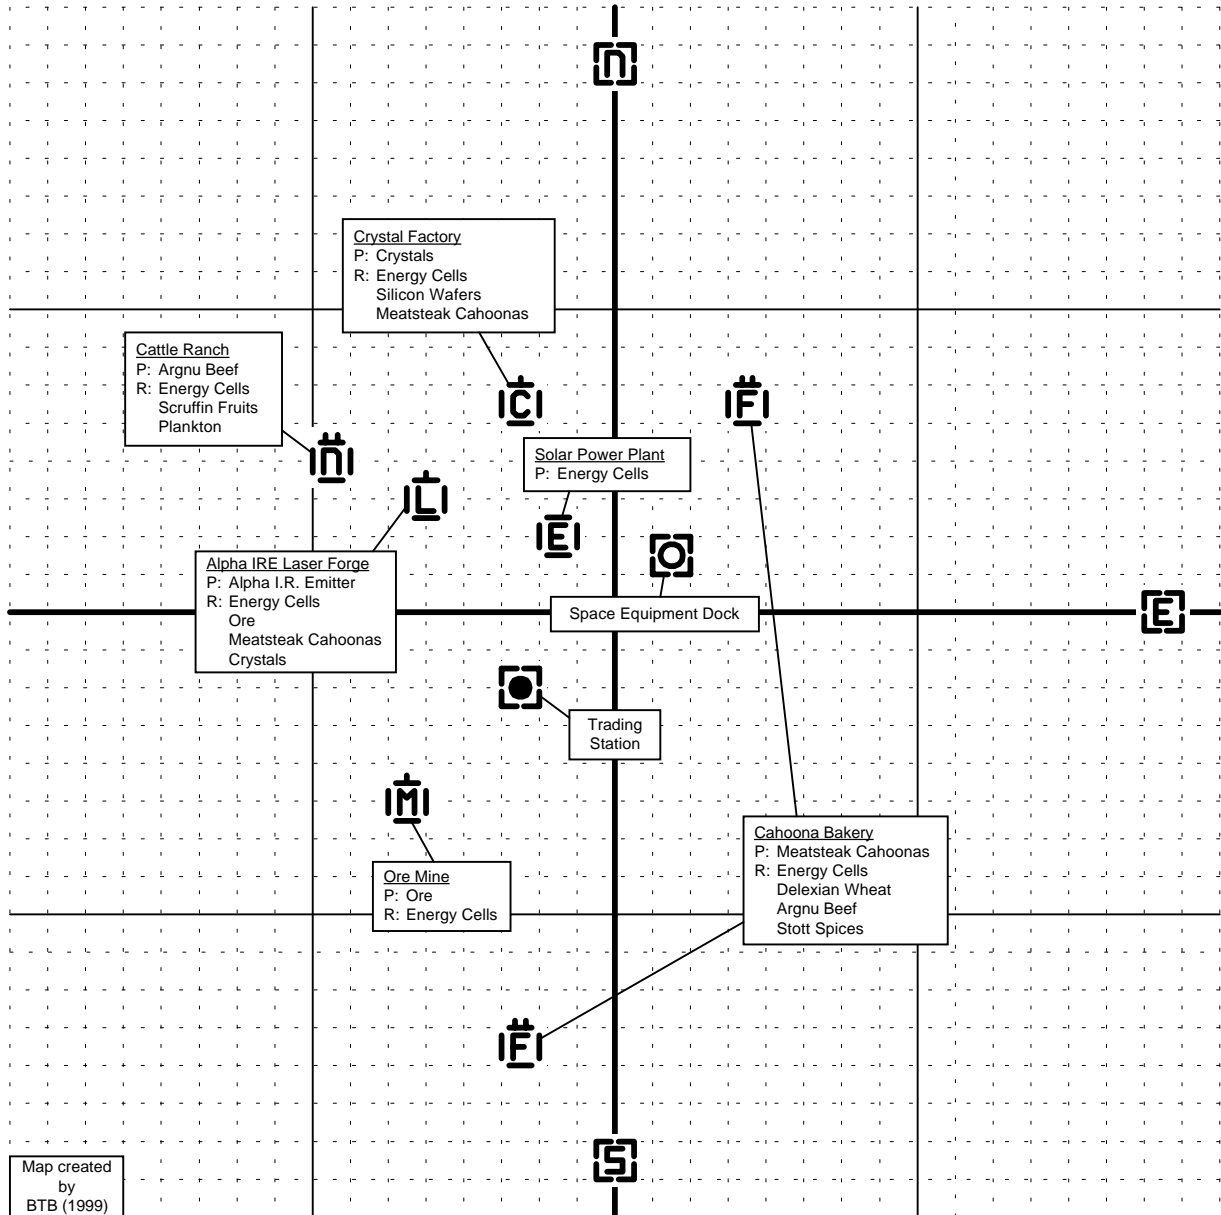 n
Crystal Factory
P: Crystals
R: Energy Cells
Silicon Wafers
Meatsteak Cahoonas
Cattle Ranch
P: Argnu Beef
R: Energy Cells
Scruffin Fruits
Plankton
C
F
n
Solar Power Plant
P: Energy Cells
L
E
O
Alpha IRE Laser Forge
P: Alpha I.R. Emitter
R: Energy Cells
Ore
Meatsteak Cahoonas
Crystals
Space Equipment Dock
E
Trading
Station
M
Ore Mine
P: Ore
R: Energy Cells
Cahoona Bakery
P: Meatsteak Cahoonas
R: Energy Cells
Delexian Wheat
Argnu Beef
Stott Spices
F
S
Map created
by
BTB (1999)